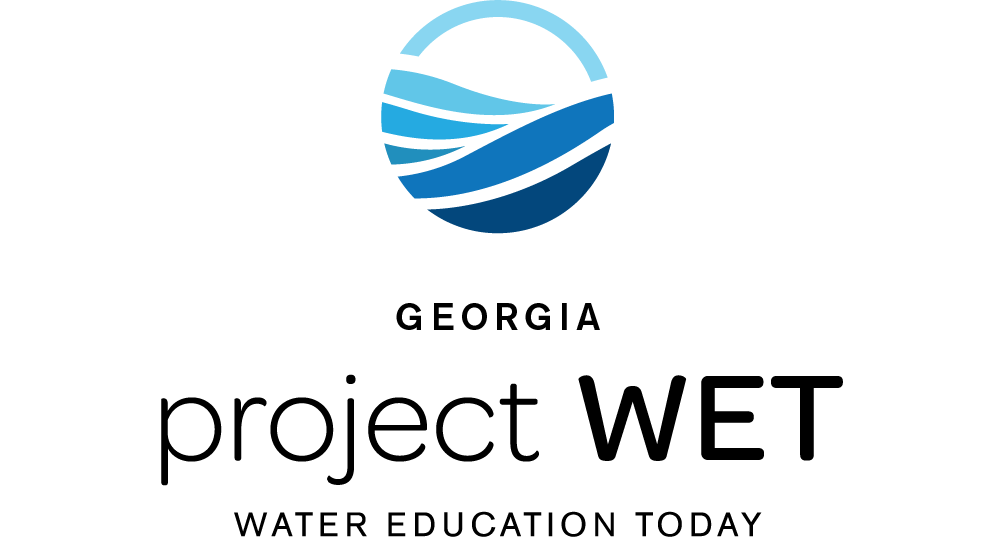 GEORGIA
project WET
WATER EDUCATION TODAY